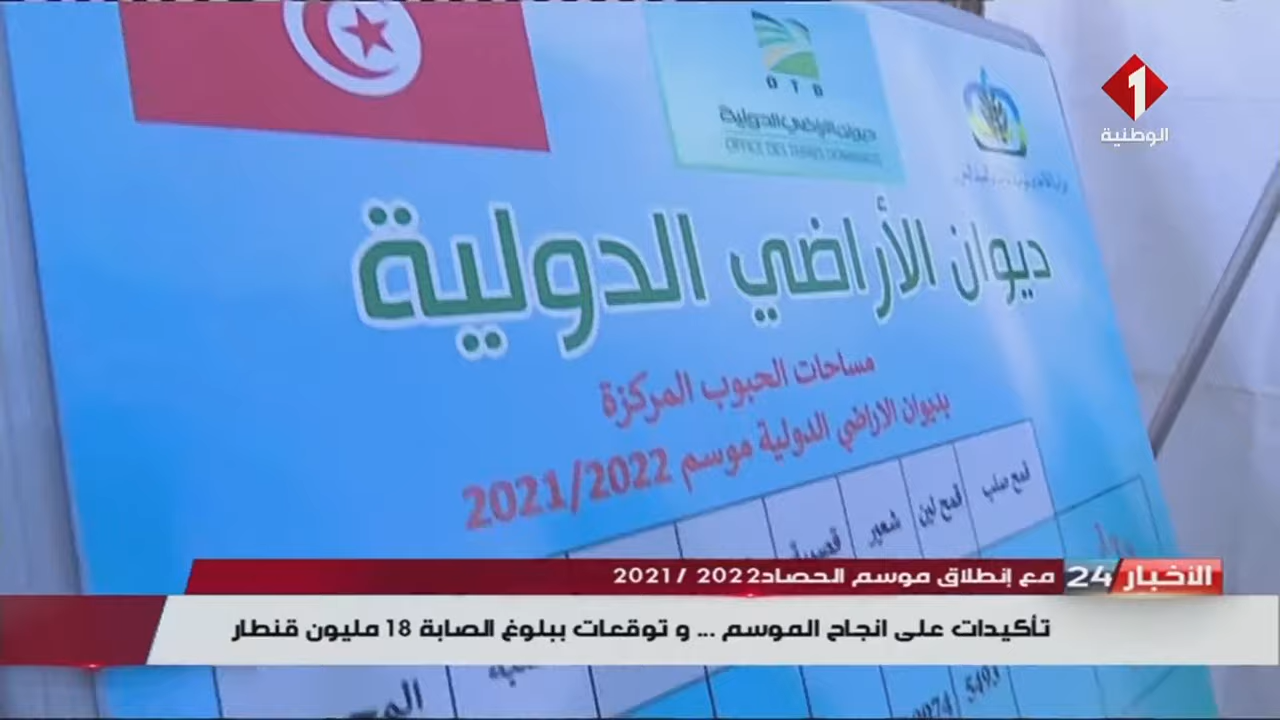 1
الوطنية
O T D
ديوان الأراضي الدولية
OFFICE DES TERRES DOMANIALES
ديوان الأراضي الدولية
مساحات الحبوب المركزة
بديوان الاراضي الدولية موسم 2021/2022
قمح صلب
قمح لين
شعير
5493
الأخبار 24
مع إنطلاق موسم الحصاد2022 /2021
تأكيدات على انجاح الموسم ... و توقعات ببلوغ الصابة 18 مليون قنطار